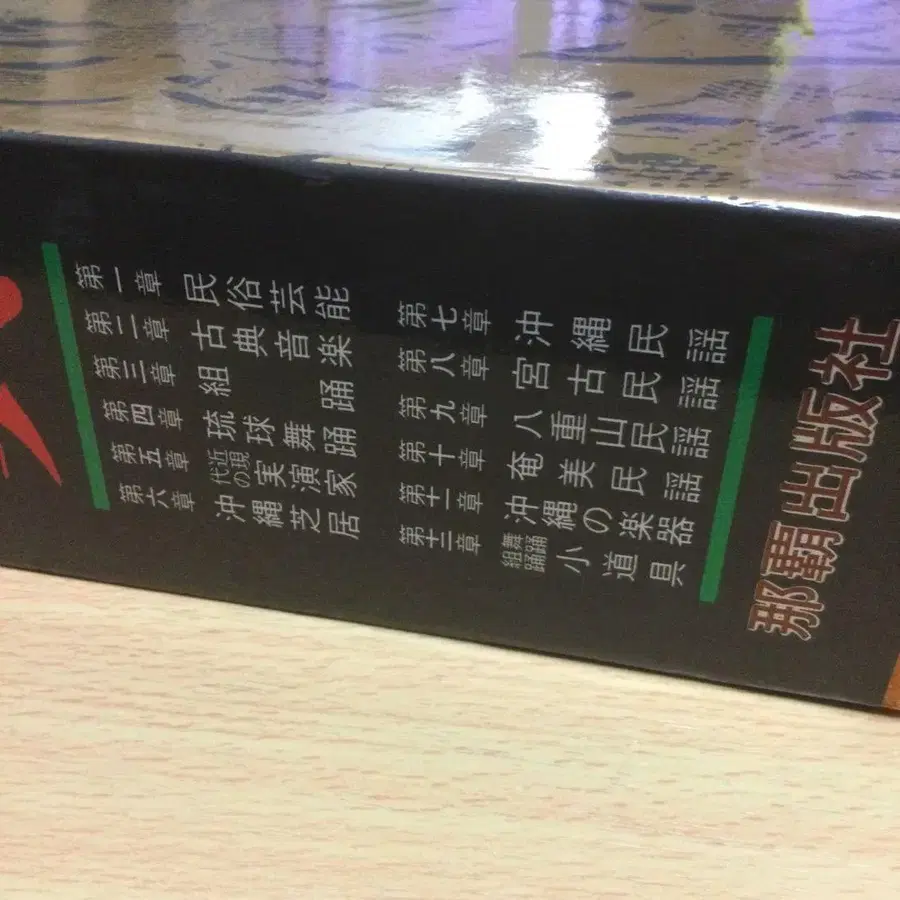 第一章 民俗芸能
第二章 古典音楽
第三章 組踊
第四章 琉球舞踊
第五章 近現代の実演家
第六章 沖縄芝居
第七章 沖縄民謡
第八章 宮古民謡
第九章 八重山民謡
第十章 奄美民謡
第十一章 沖縄の楽器
第十二章 舞踊組踊小道具
那覇出版社